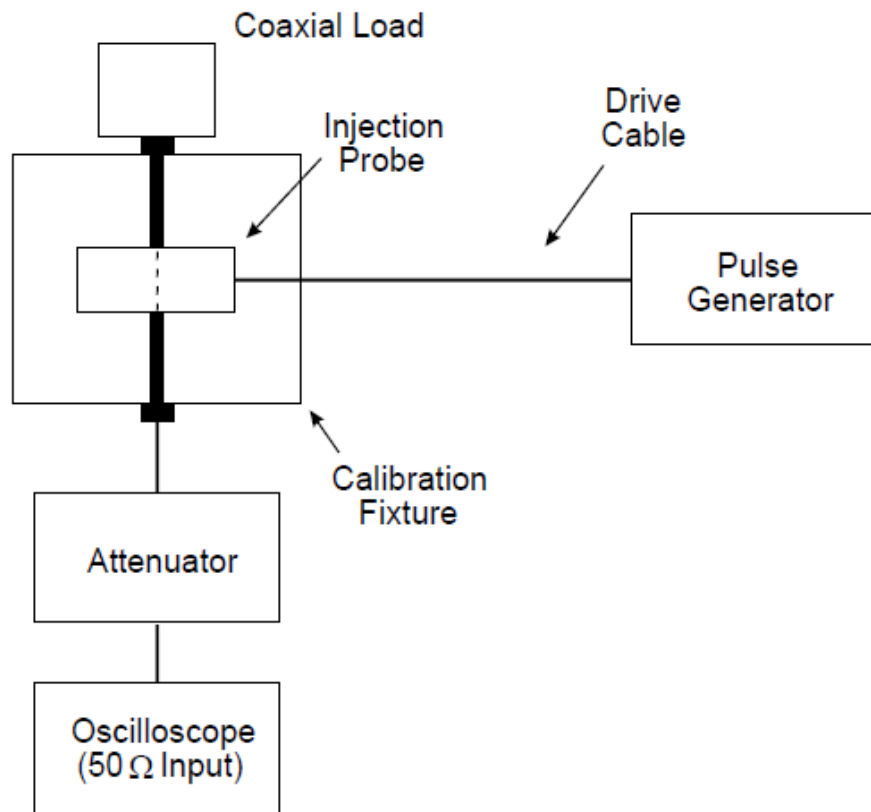 Coaxial Load
Injection
Probe
Drive
Cable
Pulse
Generator
Calibration
Fixture
Attenuator
Oscilloscope
(50 Ω Input)